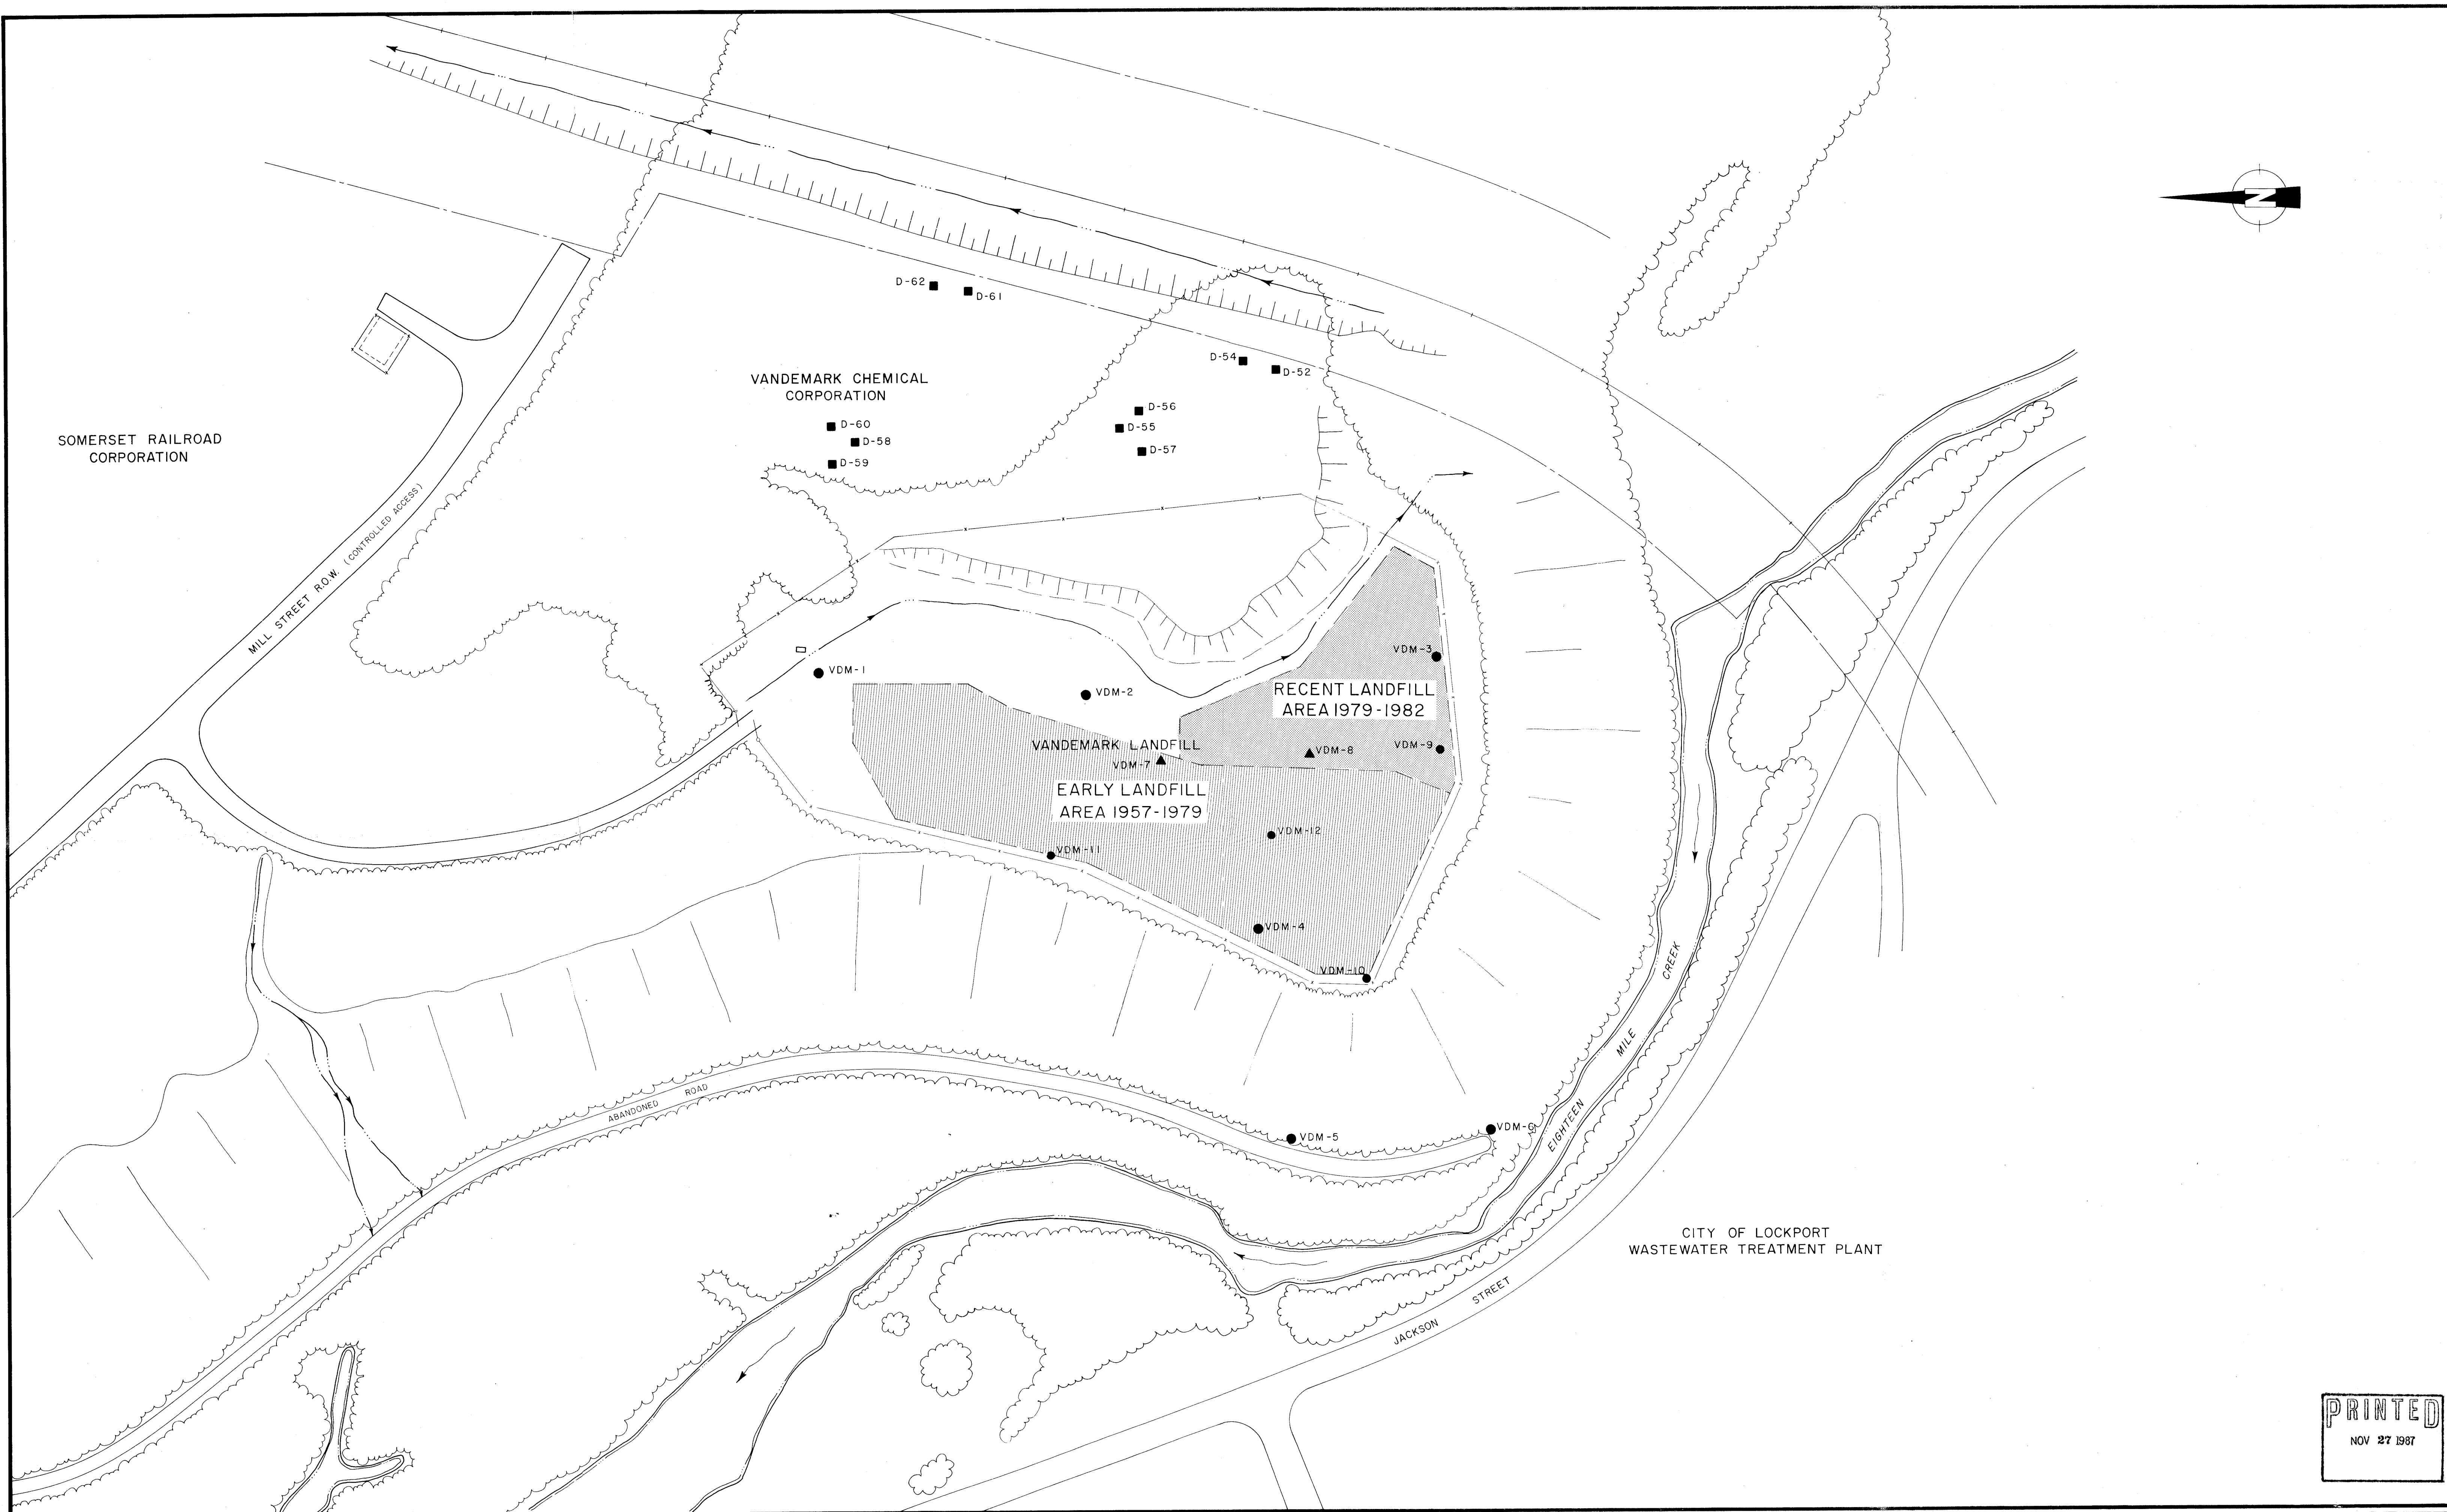 N
D-62
D-61
D-54
D-52
VANDEMARK CHEMICAL
CORPORATION
D-56
D-55
D-57
D-60
D-58
D-59
SOMERSET RAILROAD
CORPORATION
MILL STREET R.O.W. (CONTROLLED ACCESS)
VDM-1
VDM-2
VDM-3
RECENT LANDFILL
AREA 1979-1982
VANDEMARK LANDFILL
VDM-7
VDM-8
VDM-9
EARLY LANDFILL
AREA 1957-1979
VDM-12
VDM-11
VDM-4
VDM-10
ABANDONED ROAD
VDM-5
VDM-6
EIGHTEEN MILE CREEK
CITY OF LOCKPORT
WASTEWATER TREATMENT PLANT
JACKSON STREET
PRINTED
NOV 27 1987